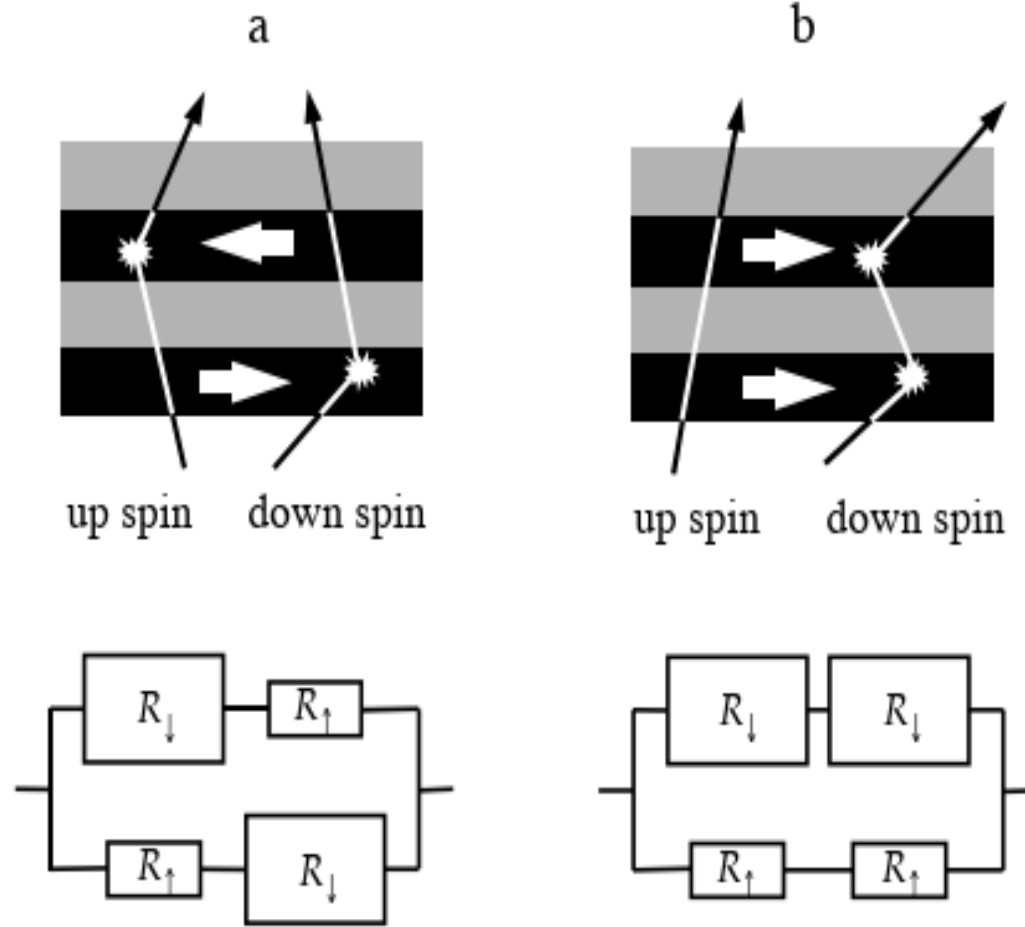 a b
up spin down spin up spin down spin
R↓ R↑ R↓ R↓
R↑ R↓ R↑ R↑